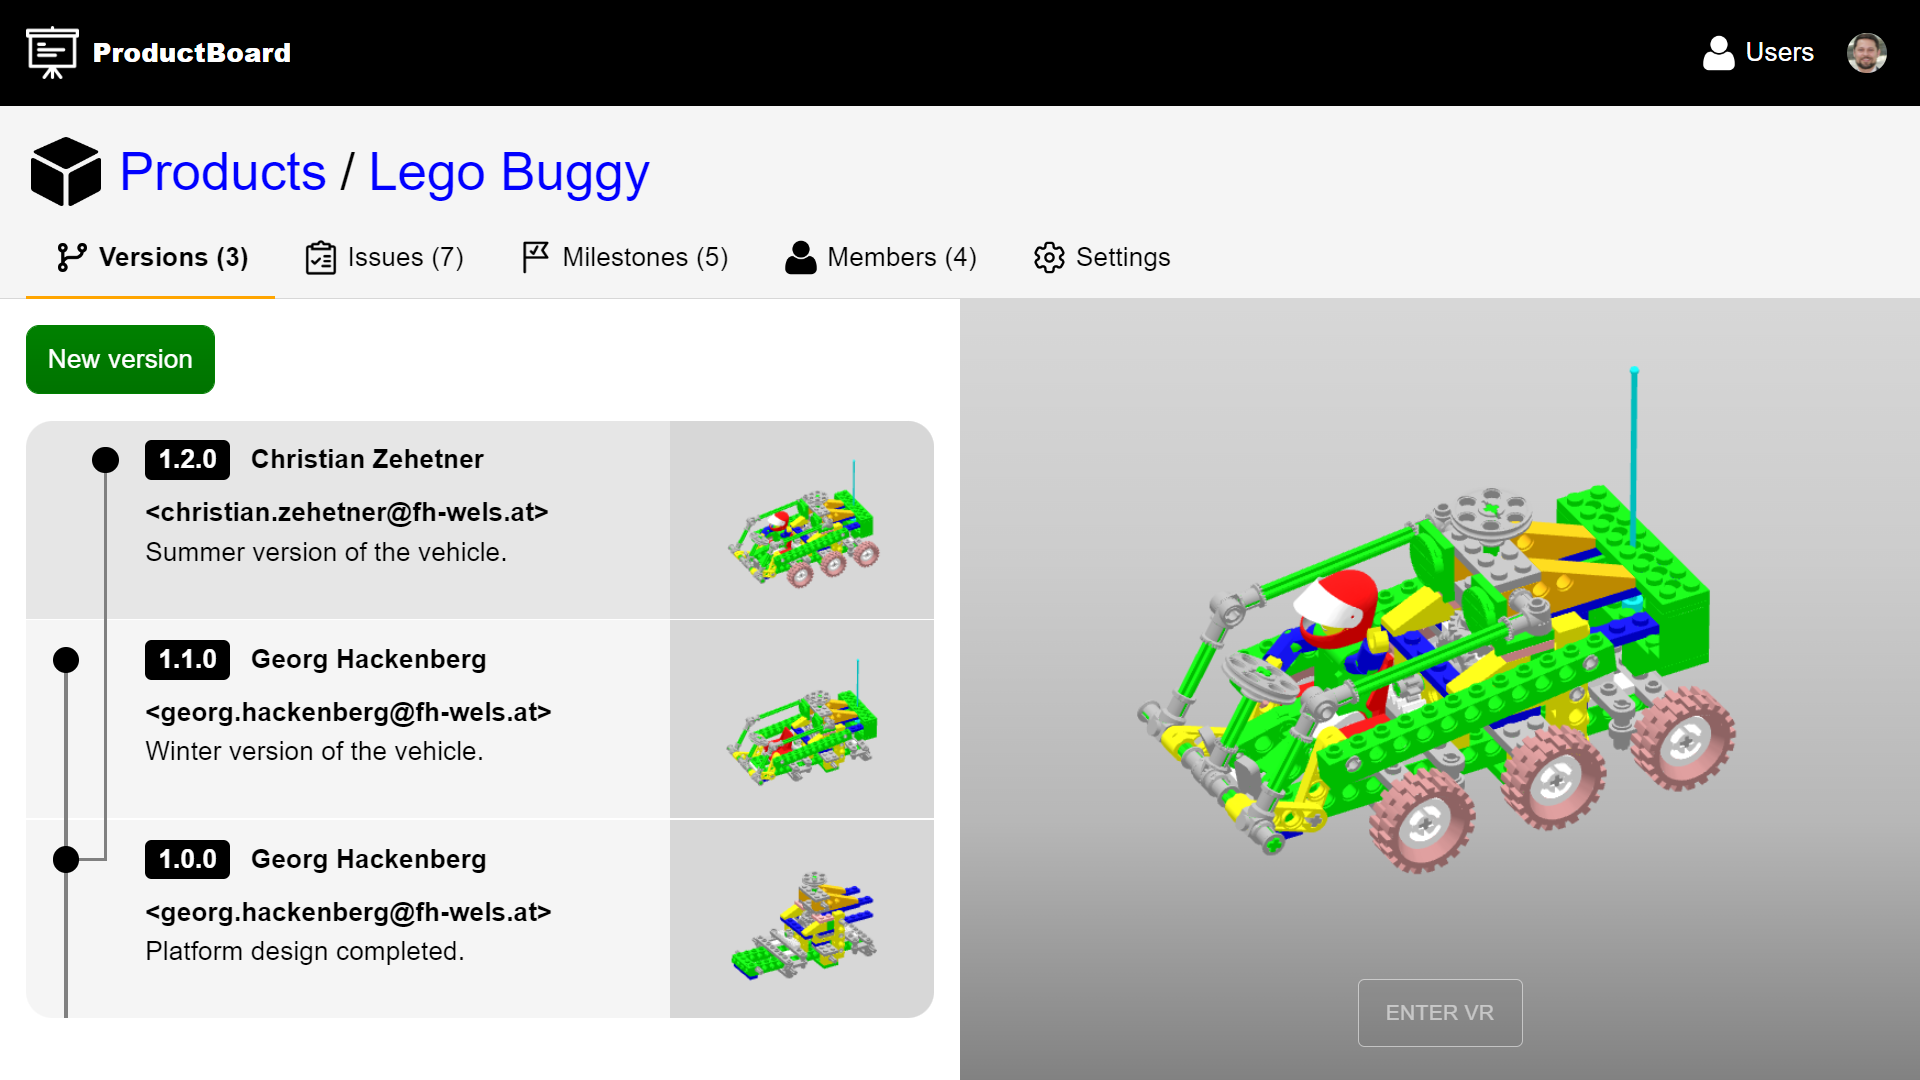 ProductBoard
Users
Products / Lego Buggy
Versions (3)
Issues (7)
Milestones (5)
Members (4)
Settings
New version
1.2.0 Christian Zehetner
<christian.zehetner@fh-wels.at>
Summer version of the vehicle.
1.1.0 Georg Hackenberg
<georg.hackenberg@fh-wels.at>
Winter version of the vehicle.
1.0.0 Georg Hackenberg
<georg.hackenberg@fh-wels.at>
Platform design completed.
ENTER VR